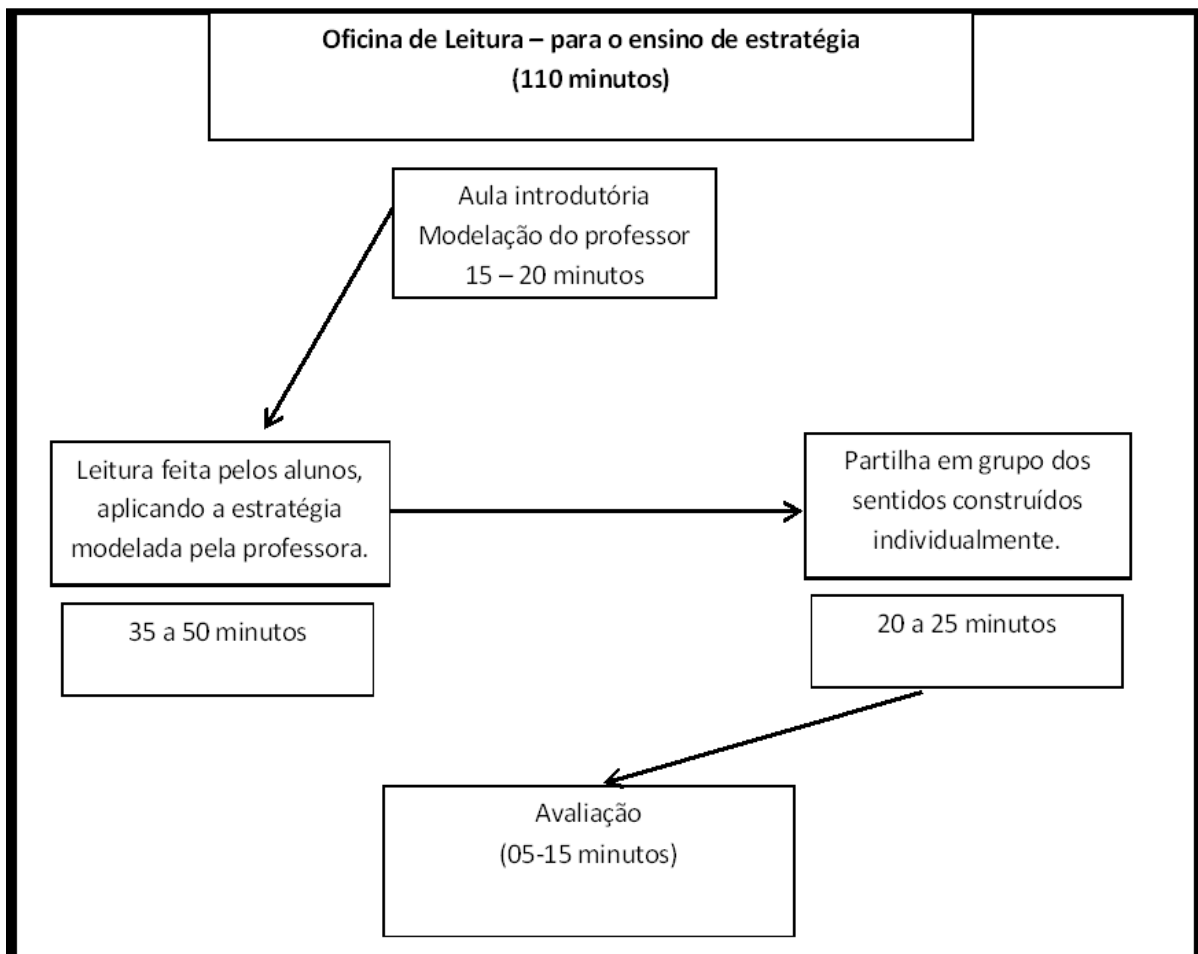 Oficina de Leitura – para o ensino de estratégia
(110 minutos)
Aula introdutória
Modelação do professor
15 – 20 minutos
Leitura feita pelos alunos,
aplicando a estratégia
modelada pela professora.
35 a 50 minutos
Partilha em grupo dos
sentidos construídos
individualmente.
20 a 25 minutos
Avaliação
(05-15 minutos)